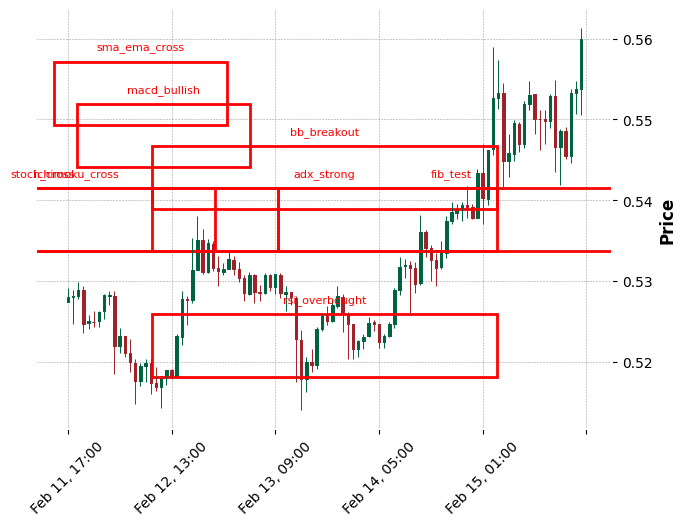 sma_ema_cross
0.56
macd_bullish
0.55
bb_breakout
ichimoku_cross
adx_strong
fib_test
0.54
Price
0.53
rsi_overbought
0.52
Feb 11, 17:00
Feb 12, 13:00
Feb 13, 09:00
Feb 14, 05:00
Feb 15, 01:00